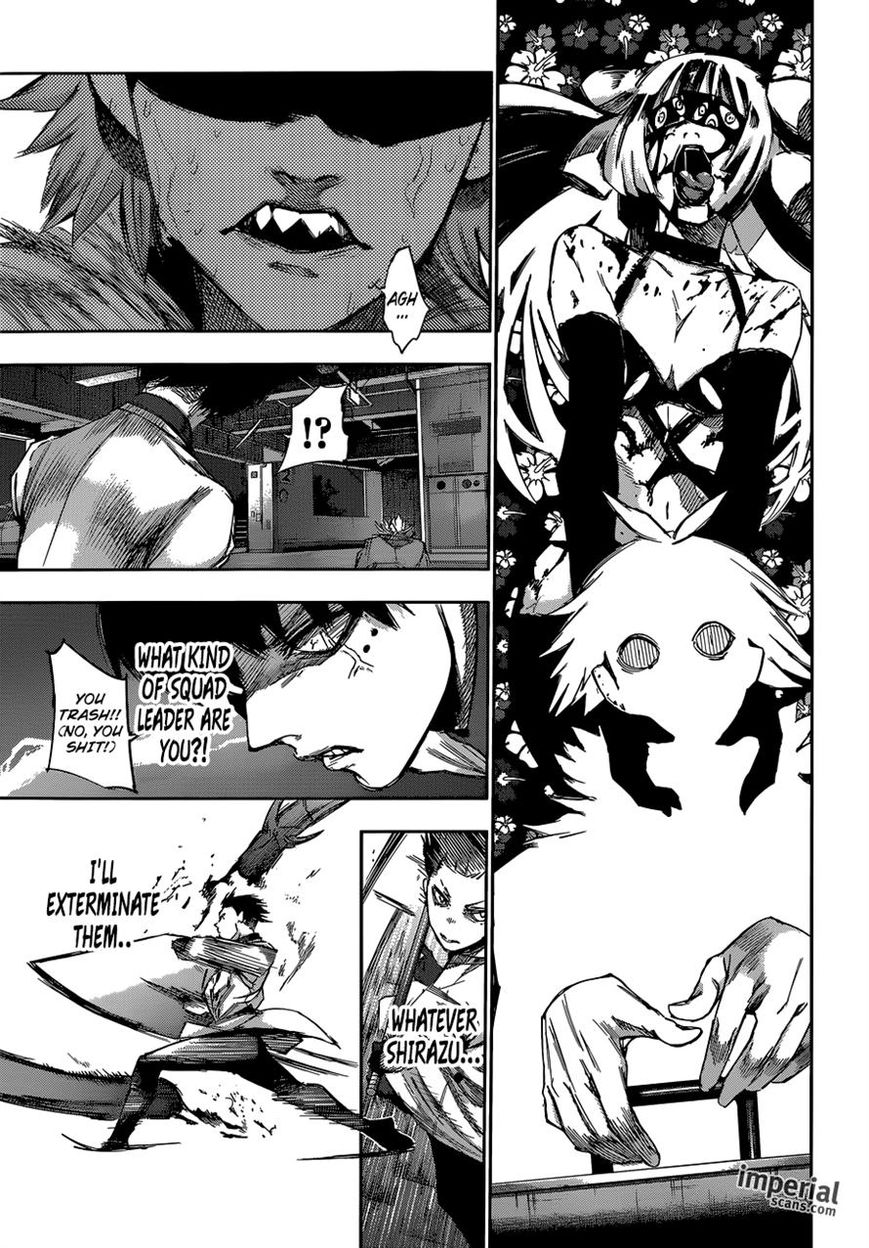 AGH
...
!?
WHAT KIND
OF SQUAD
LEADER ARE
YOU?!
YOU
TRASH!!
(NO, YOU
SHIT!)
WHATEVER
SHIRAZU!...
I'LL
EXTERMINATE
THEM..
imperial
scans.com